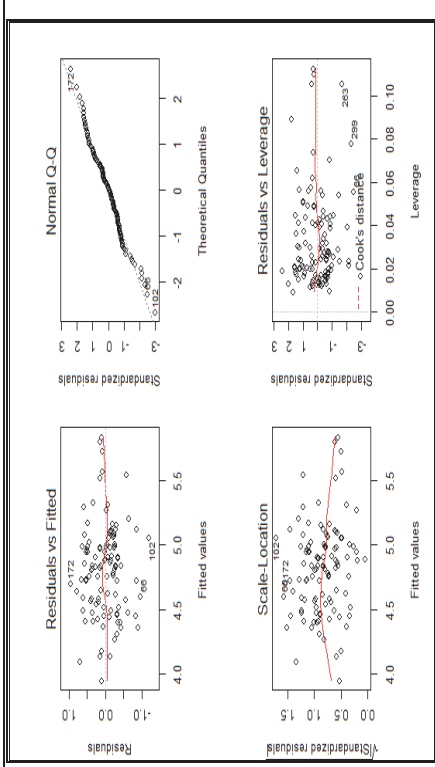 Residuals vs Fitted
Residuals
1.0
0.0
-1.0
172
66
102
4.0 4.5 5.0 5.5
Fitted values
Normal Q-Q
Standardized residuals
3
2
1
0
-1
-3
172
102
-2 -1 0 1 2
Theoretical Quantiles
Scale-Location
√Standardized residuals
1.5
1.0
0.5
0.0
102
172
4.0 4.5 5.0 5.5
Fitted values
Residuals vs Leverage
Standardized residuals
3
2
1
0
-1
-3
263
299
Cook's distance
0.00 0.02 0.04 0.06 0.08 0.10
Leverage